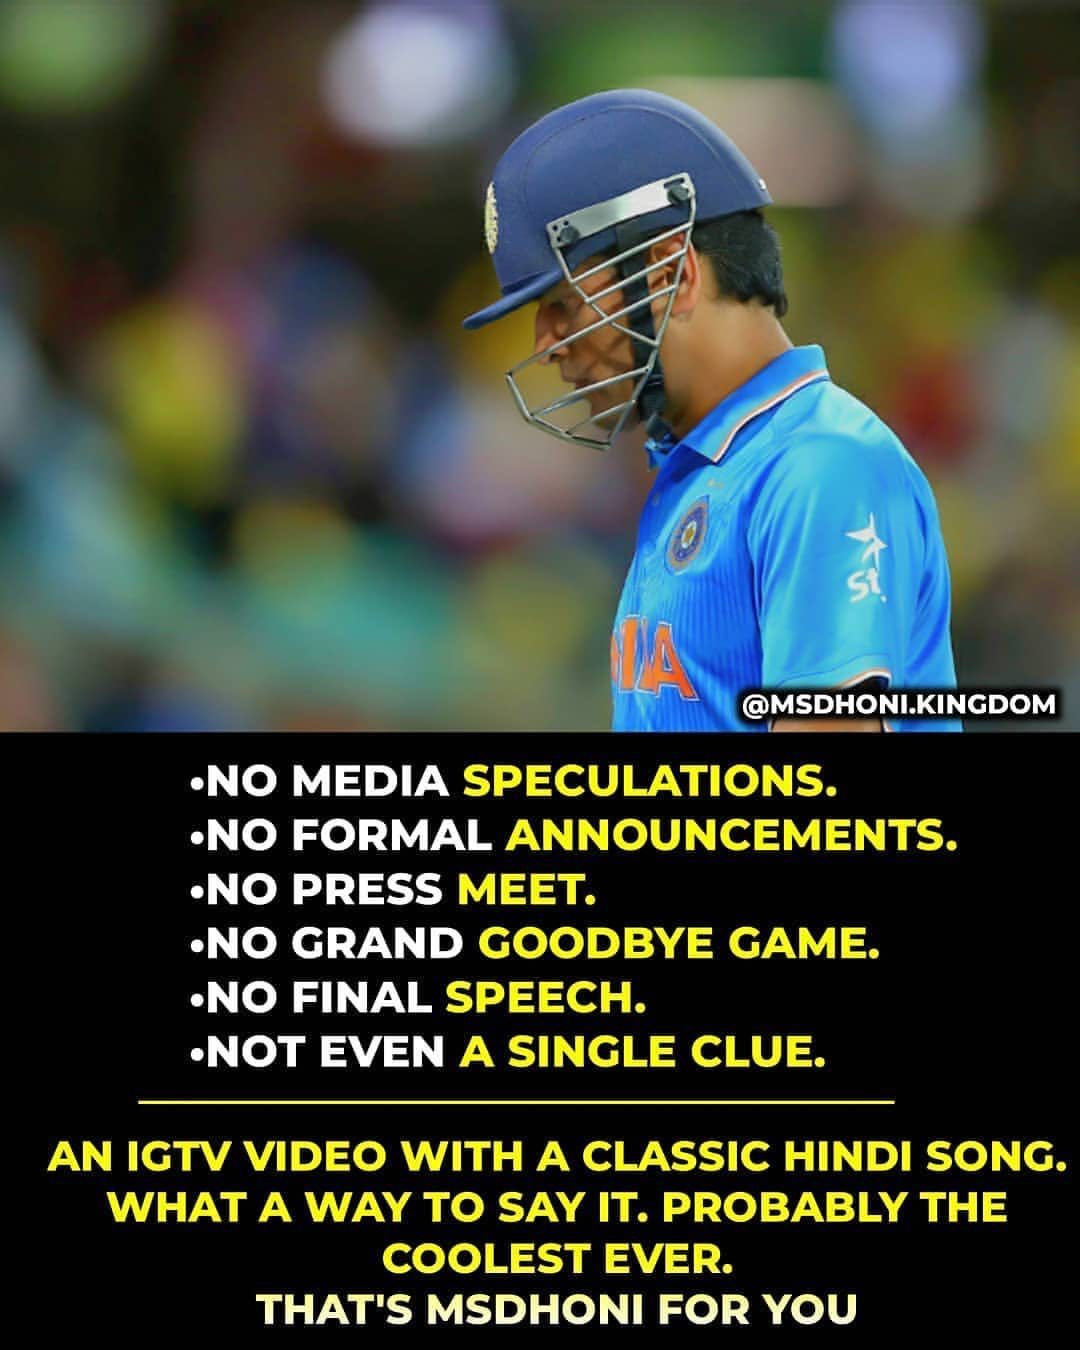 St
INA
@MSDHONI.KINGDOM
•NO MEDIA SPECULATIONS.
•NO FORMAL ANNOUNCEMENTS.
•NO PRESS MEET.
•NO GRAND GOODBYE GAME.
•NO FINAL SPEECH.
•NOT EVEN A SINGLE CLUE.
AN IGTV VIDEO WITH A CLASSIC HINDI SONG.
WHAT A WAY TO SAY IT. PROBABLY THE
COOLEST EVER.
THAT'S MSDHONI FOR YOU